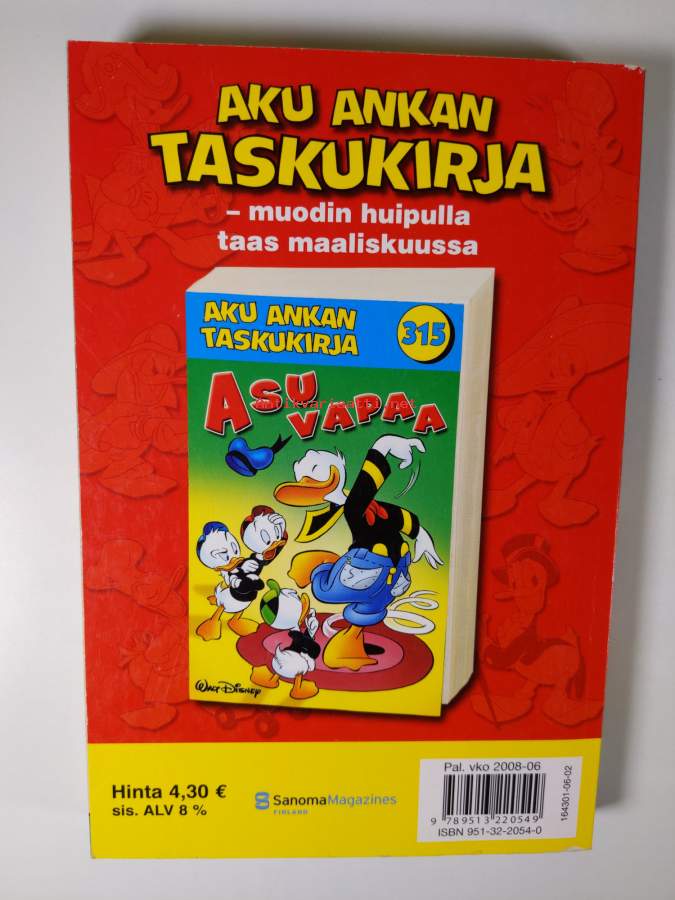 AKU ANKAN
TASKUKIRJA
– muodin huipulla
taas maaliskuussa
AKU ANKAN
TASKUKIRJA
315
ASU
VAPAA
antikvariaatti.net
WALT DISNEY
Hinta 4,30 €
sis. ALV 8 %
SanomaMagazines
FINLAND
Pal. vko 2008-06
9 789513 220549
ISBN 951-32-2054-0
164301-06-02